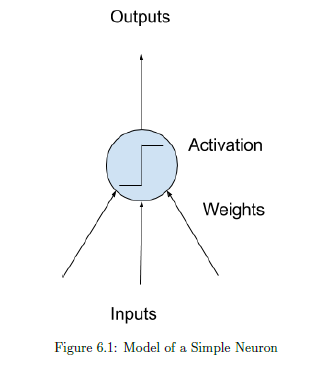 Outputs
Activation
Weights
Inputs
Figure 6.1: Model of a Simple Neuron